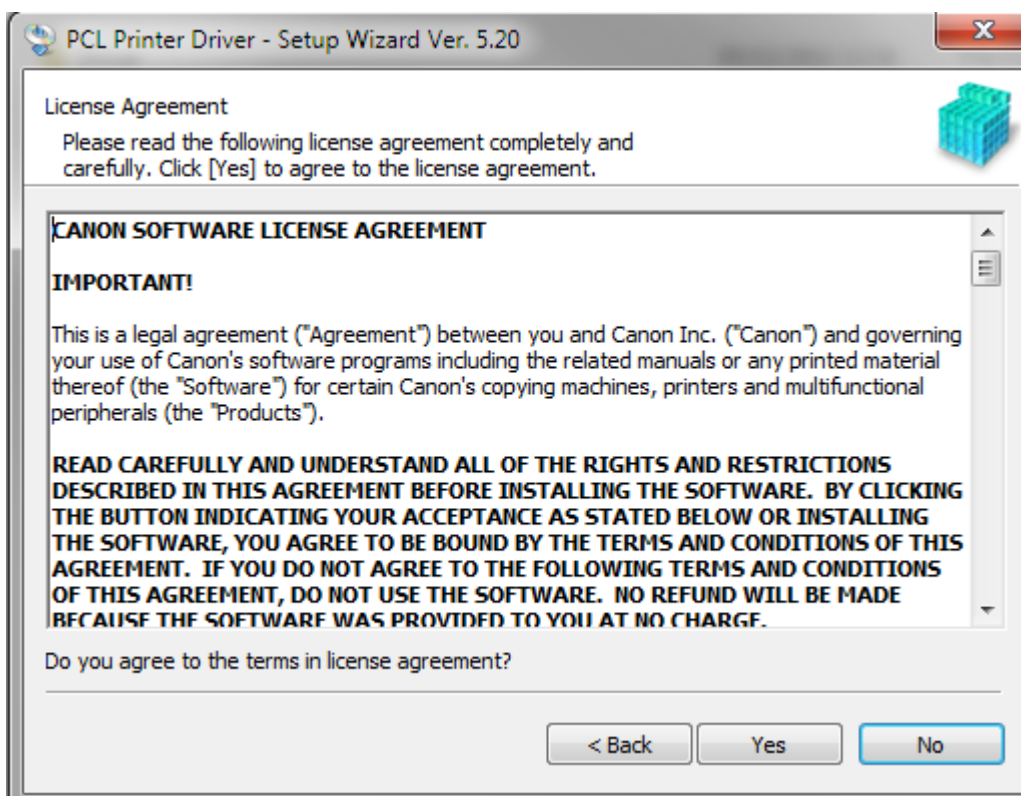 PCL Printer Driver - Setup Wizard Ver. 5.20
License Agreement
Please read the following license agreement completely and
carefully. Click [Yes] to agree to the license agreement.
CANON SOFTWARE LICENSE AGREEMENT
IMPORTANT!
This is a legal agreement ("Agreement") between you and Canon Inc. ("Canon") and governing
your use of Canon's software programs including the related manuals or any printed material
thereof (the "Software") for certain Canon's copying machines, printers and multifunctional
peripherals (the "Products").
READ CAREFULLY AND UNDERSTAND ALL OF THE RIGHTS AND RESTRICTIONS
DESCRIBED IN THIS AGREEMENT BEFORE INSTALLING THE SOFTWARE.  BY CLICKING
THE BUTTON INDICATING YOUR ACCEPTANCE AS STATED BELOW OR INSTALLING
THE SOFTWARE, YOU AGREE TO BE BOUND BY THE TERMS AND CONDITIONS OF THIS
AGREEMENT.  IF YOU DO NOT AGREE TO THE FOLLOWING TERMS AND CONDITIONS
OF THIS AGREEMENT, DO NOT USE THE SOFTWARE.  NO REFUND WILL BE MADE
BECAUSE THE SOFTWARE WAS PROVIDED TO YOU AT NO CHARGE.
Do you agree to the terms in license agreement?
< Back
Yes
No